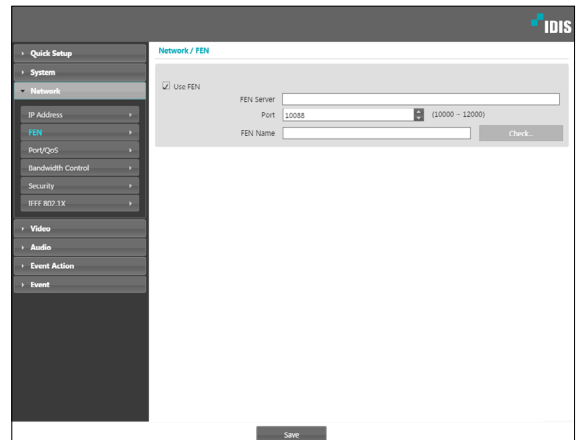 IDIS
Quick Setup
System
Network
IP Address
FEN
Port/QoS
Bandwidth Control
Security
IEEE 802.1X
Video
Audio
Event Action
Event
Network / FEN
Use FEN
FEN Server
Port 10088 (10000 ~ 12000)
FEN Name Check...
Save